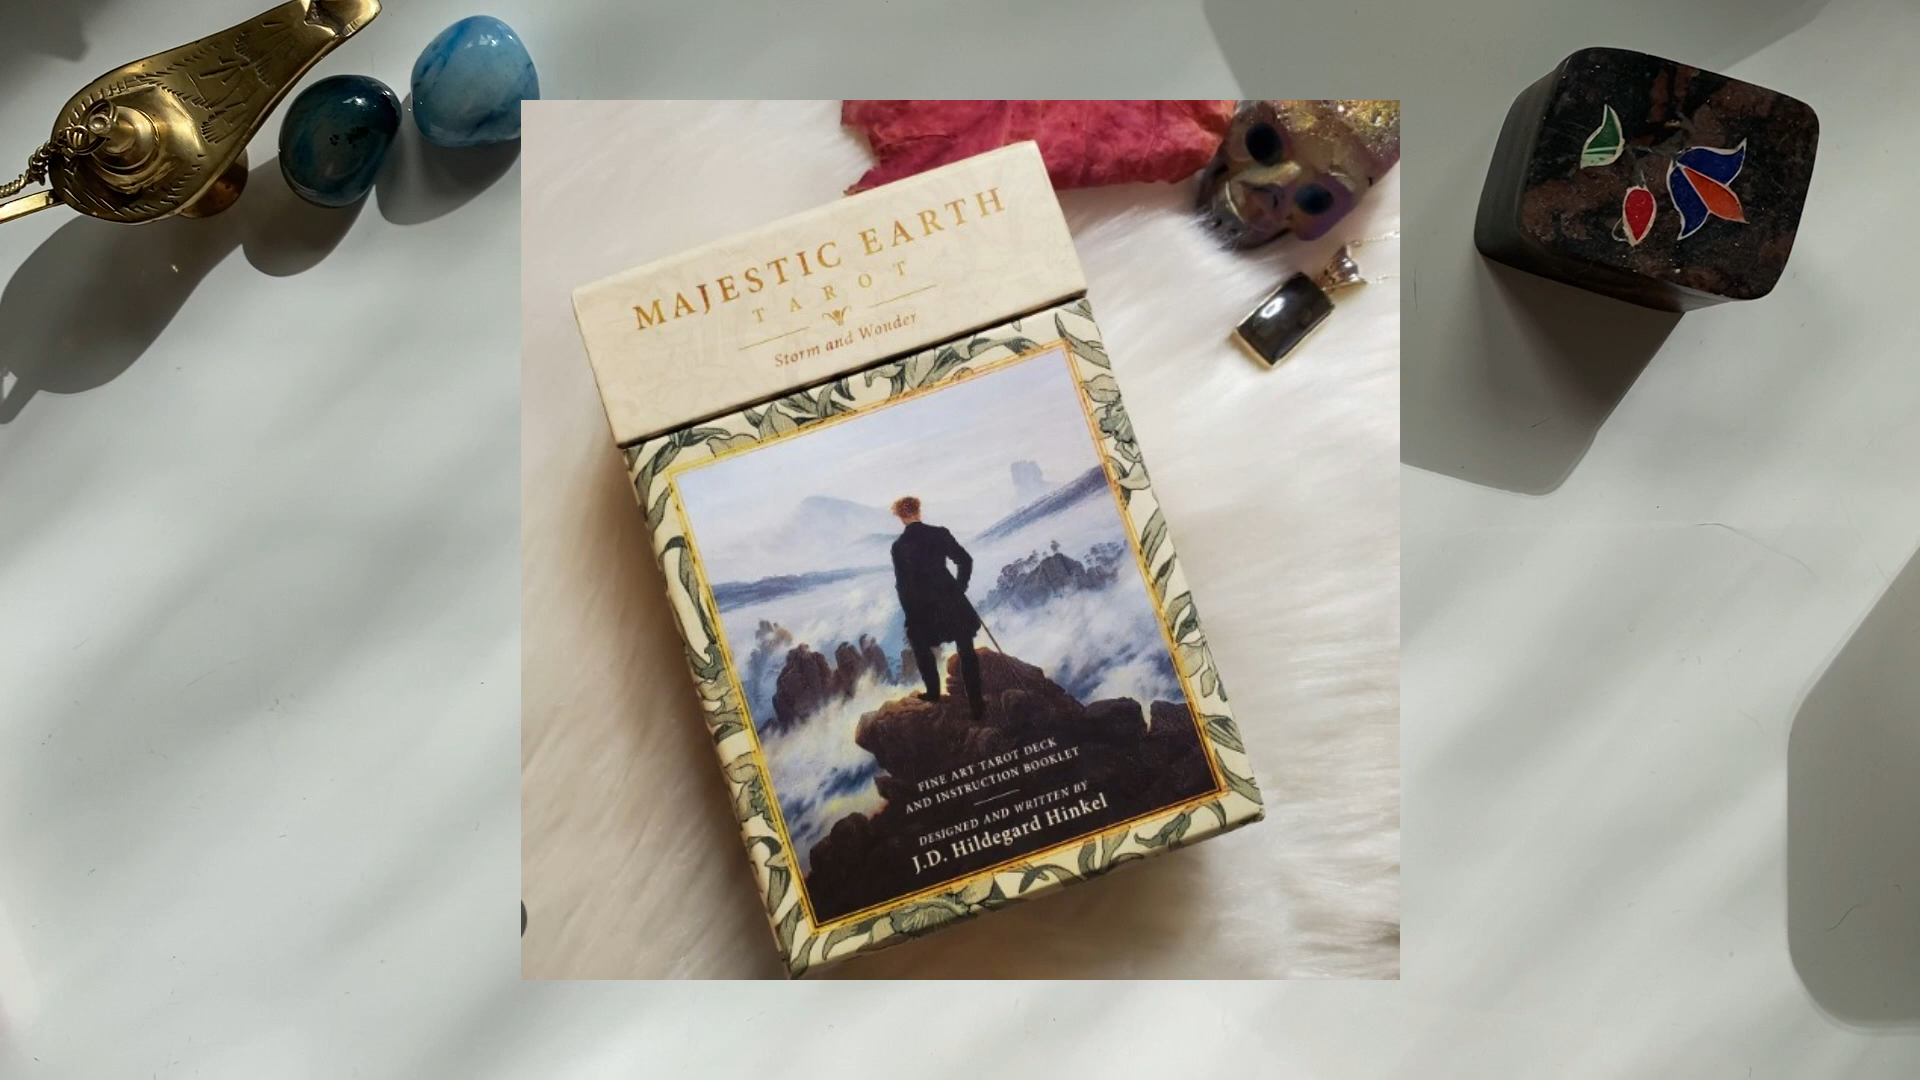 MAJESTIC EARTH
TAROT
Storm and Wonder
FINE ART TAROT DECK
AND INSTRUCTION BOOKLET
DESIGNED AND WRITTEN BY
J.D. Hildegard Hinkel